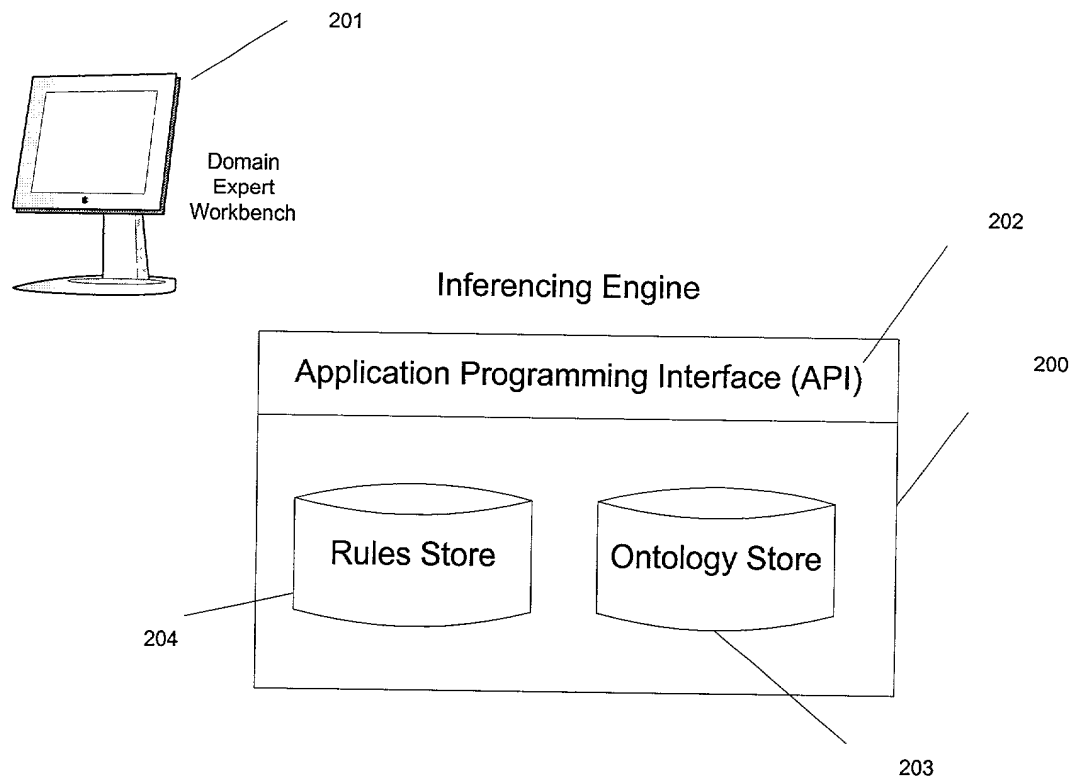 201
Domain
Expert
Workbench
202
Inferencing Engine
Application Programming Interface (API)
200
Rules Store
Ontology Store
204
203